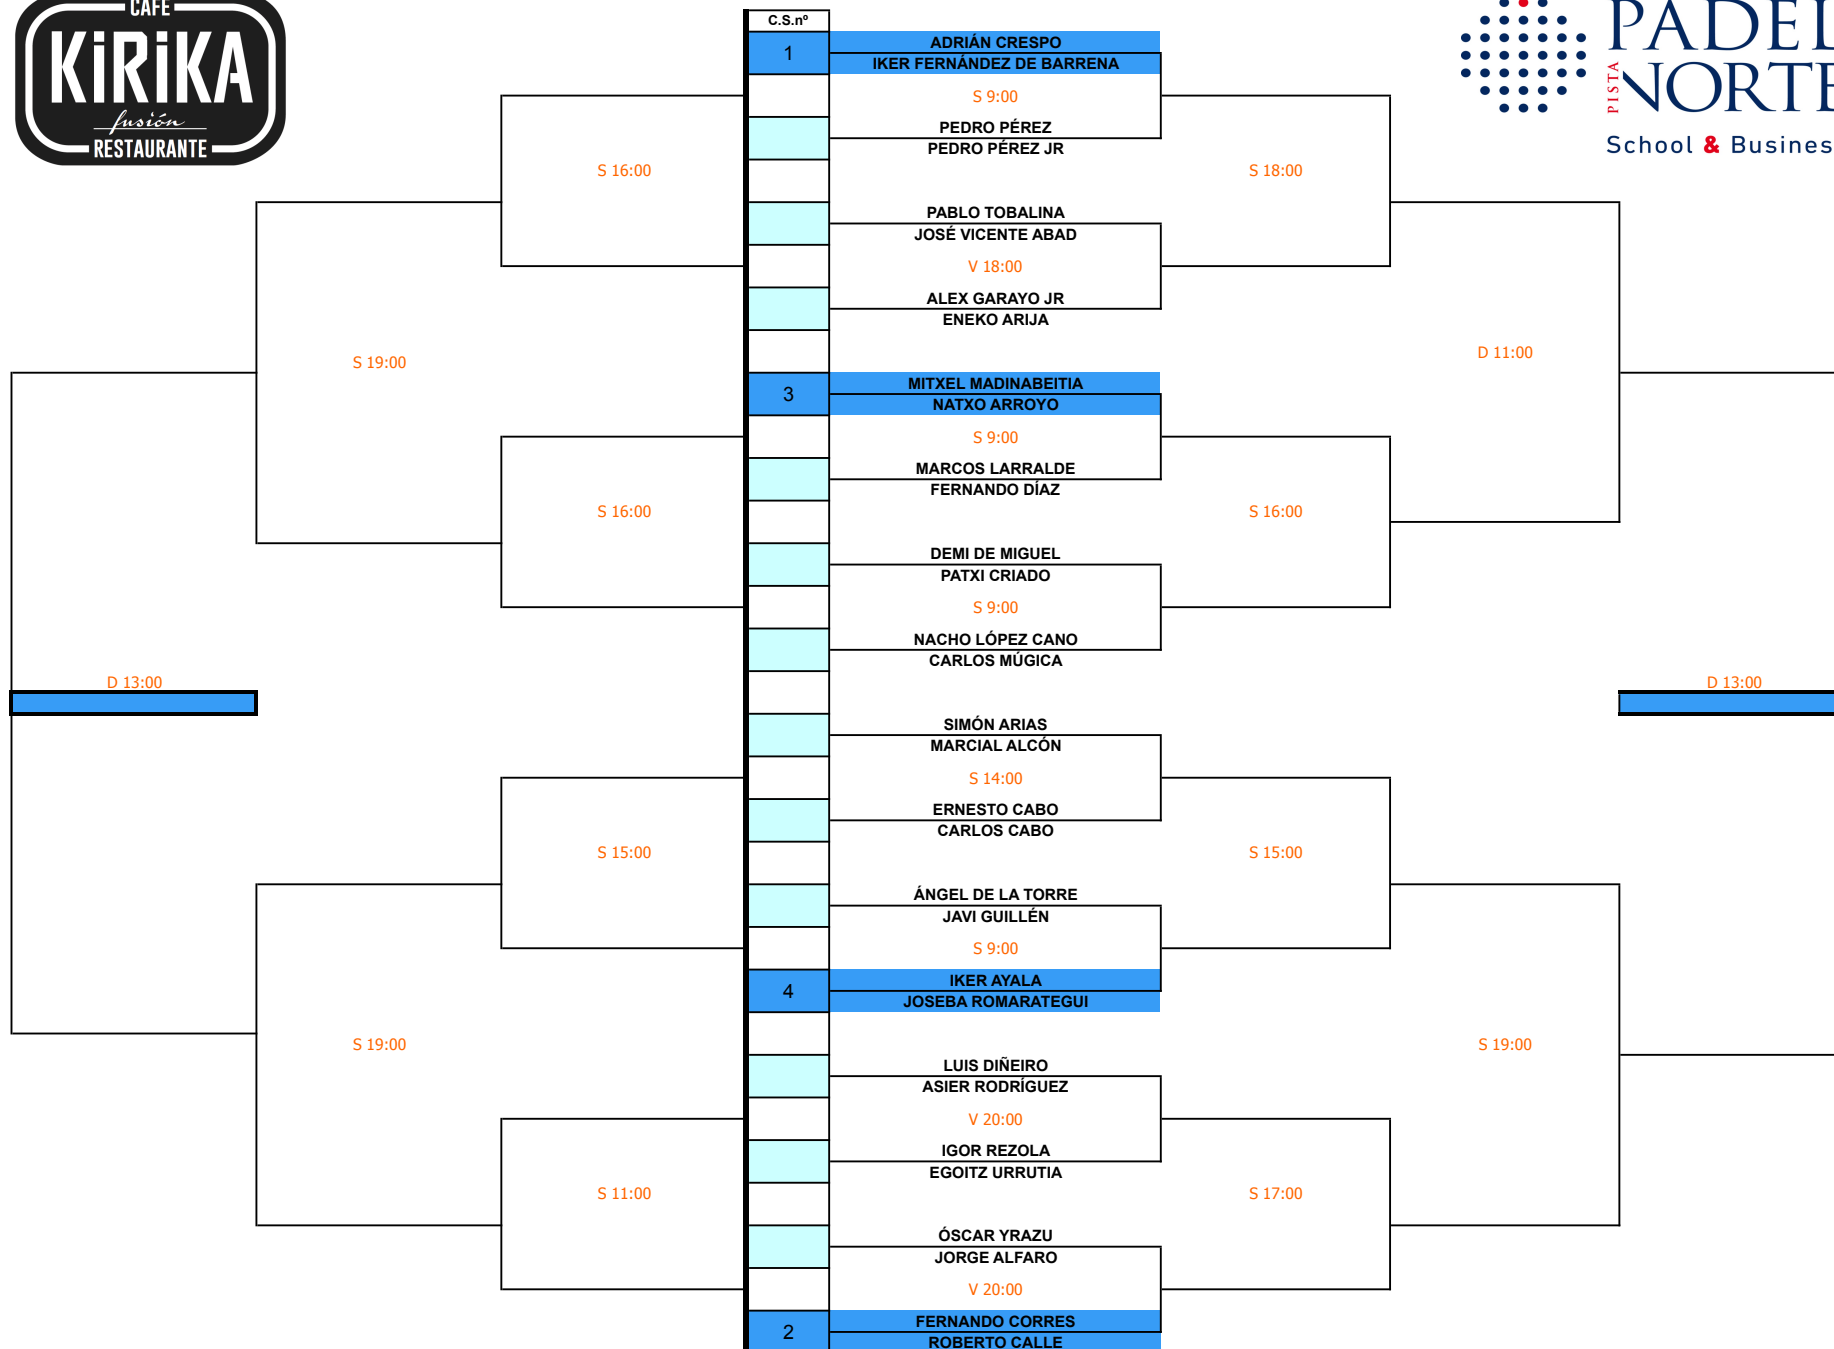 CAFE
KiRiKA
fusión
RESTAURANTE
PADEL
PISTA
NORTE
School & Busines
C.S.nº
1
ADRIÁN CRESPO
IKER FERNÁNDEZ DE BARRENA
S 9:00
PEDRO PÉREZ
PEDRO PÉREZ JR
S 16:00
S 18:00
PABLO TOBALINA
JOSÉ VICENTE ABAD
V 18:00
ALEX GARAYO JR
ENEKO ARIJA
S 19:00
D 11:00
3
MITXEL MADINABEITIA
NATXO ARROYO
S 9:00
MARCOS LARRALDE
FERNANDO DÍAZ
S 16:00
S 16:00
DEMI DE MIGUEL
PATXI CRIADO
S 9:00
NACHO LÓPEZ CANO
CARLOS MÚGICA
D 13:00
D 13:00
SIMÓN ARIAS
MARCIAL ALCÓN
S 14:00
ERNESTO CABO
CARLOS CABO
S 15:00
S 15:00
ÁNGEL DE LA TORRE
JAVI GUILLÉN
S 9:00
4
IKER AYALA
JOSEBA ROMARATEGUI
S 19:00
S 19:00
LUIS DIÑEIRO
ASIER RODRÍGUEZ
V 20:00
IGOR REZOLA
EGOITZ URRUTIA
S 11:00
S 17:00
ÓSCAR YRAZU
JORGE ALFARO
V 20:00
2
FERNANDO CORRES
ROBERTO CALLE